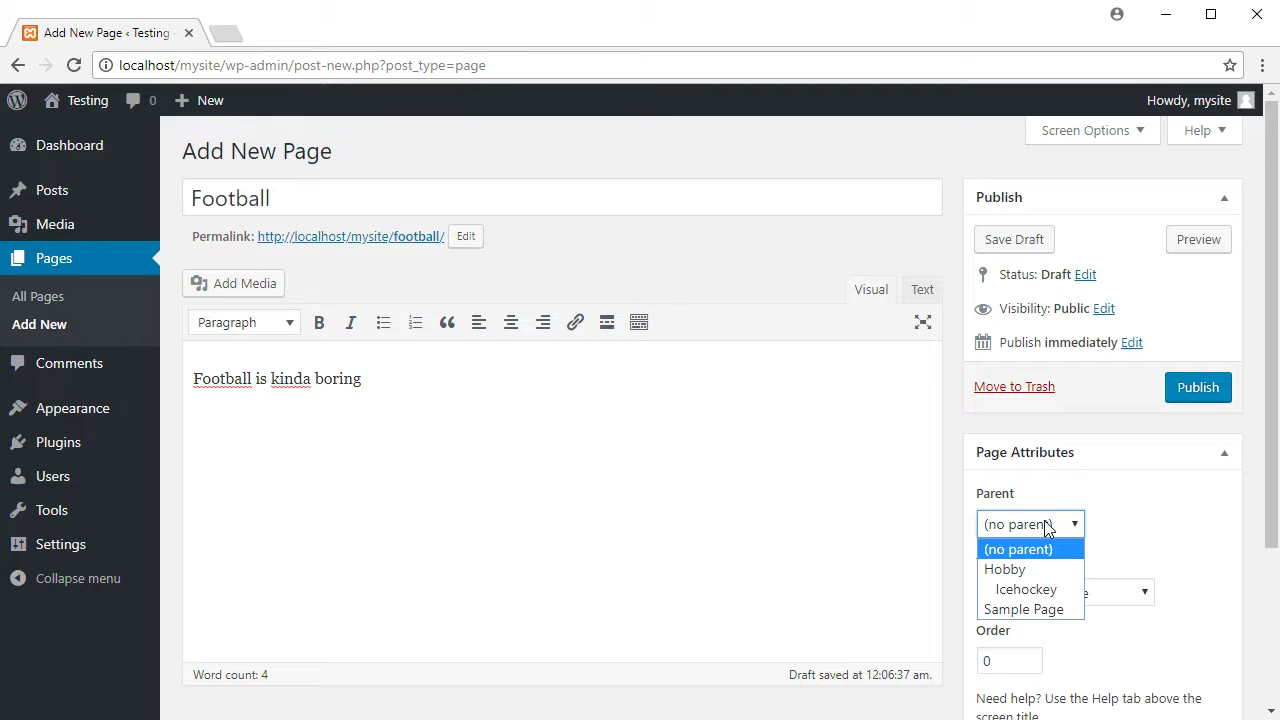 Add New Page ‹ Testing
localhost/mysite/wp-admin/post-new.php?post_type=page
Testing 0 New Howdy, mysite
Screen Options Help
Dashboard
Posts
Media
Pages
All Pages
Add New
Comments
Appearance
Plugins
Users
Tools
Settings
Collapse menu
Add New Page
Football
Permalink: http://localhost/mysite/football/ Edit
Add Media
Visual Text
Paragraph
Football is kinda boring
Word count: 4 Draft saved at 12:06:37 am.
Publish
Save Draft Preview
Status: Draft Edit
Visibility: Public Edit
Publish immediately Edit
Move to Trash Publish
Page Attributes
Parent
(no parent)
(no parent)
Hobby
Icehockey
Sample Page
Order
0
Need help? Use the Help tab above the
screen title.